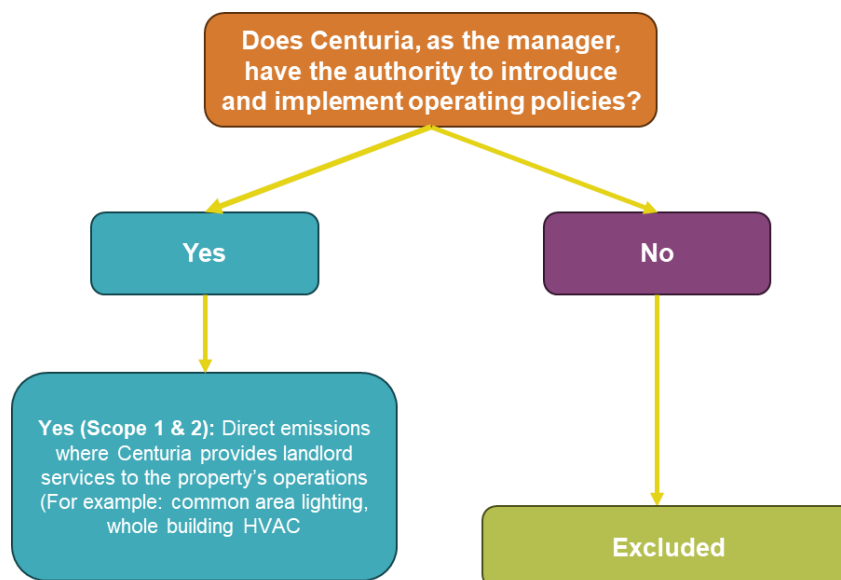 Does Centuria, as the manager,
have the authority to introduce
and implement operating policies?
Yes
No
Yes (Scope 1 & 2): Direct emissions
where Centuria provides landlord
services to the property’s operations
(For example: common area lighting,
whole building HVAC
Excluded